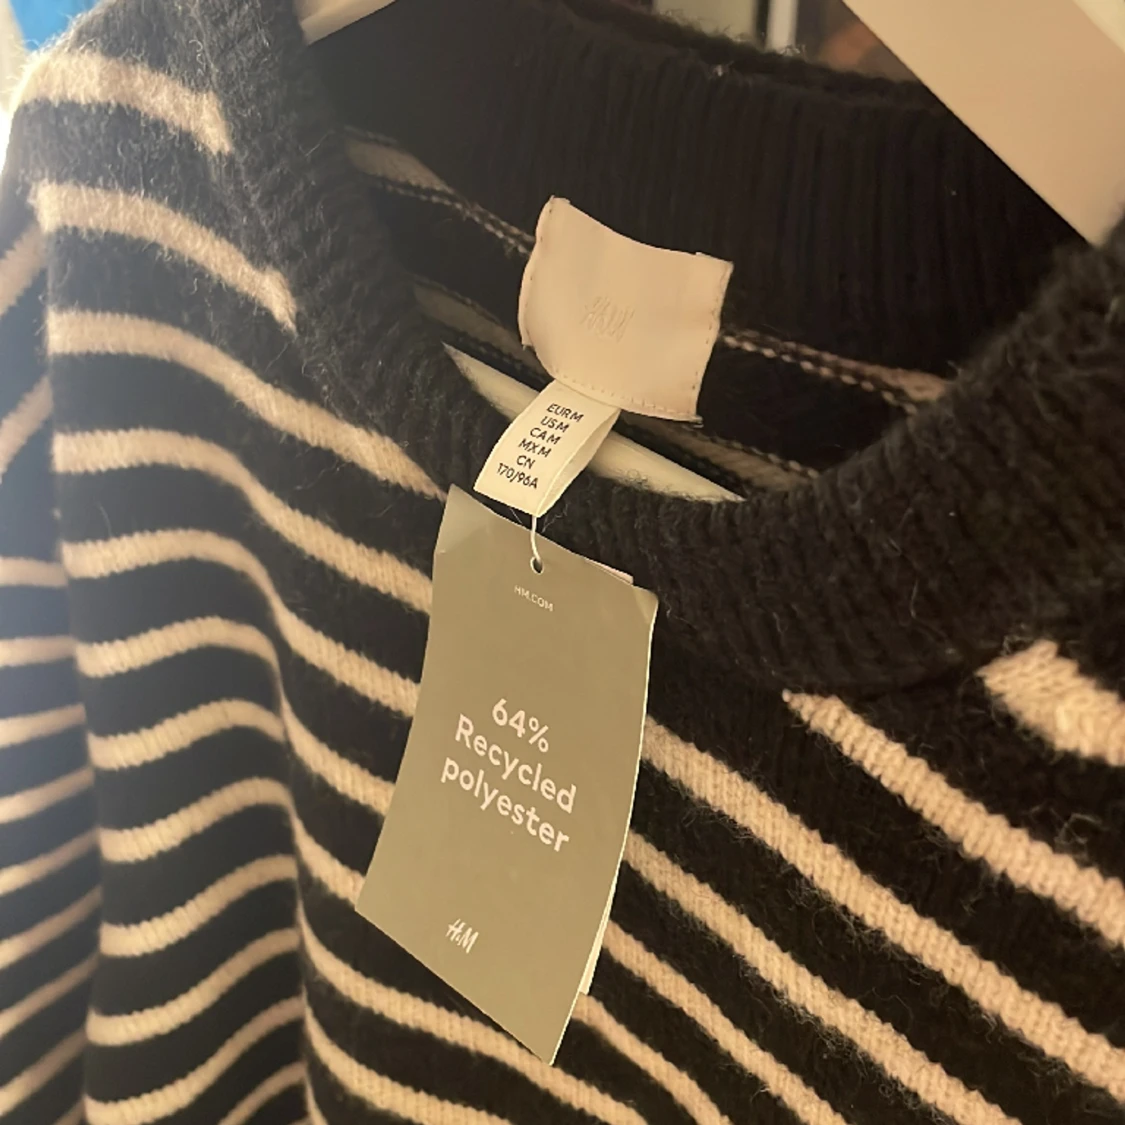 H&M
EUR M
US M
CA M
MX M
CN
170/96A
HM.COM
64%
Recycled
polyester
H&M